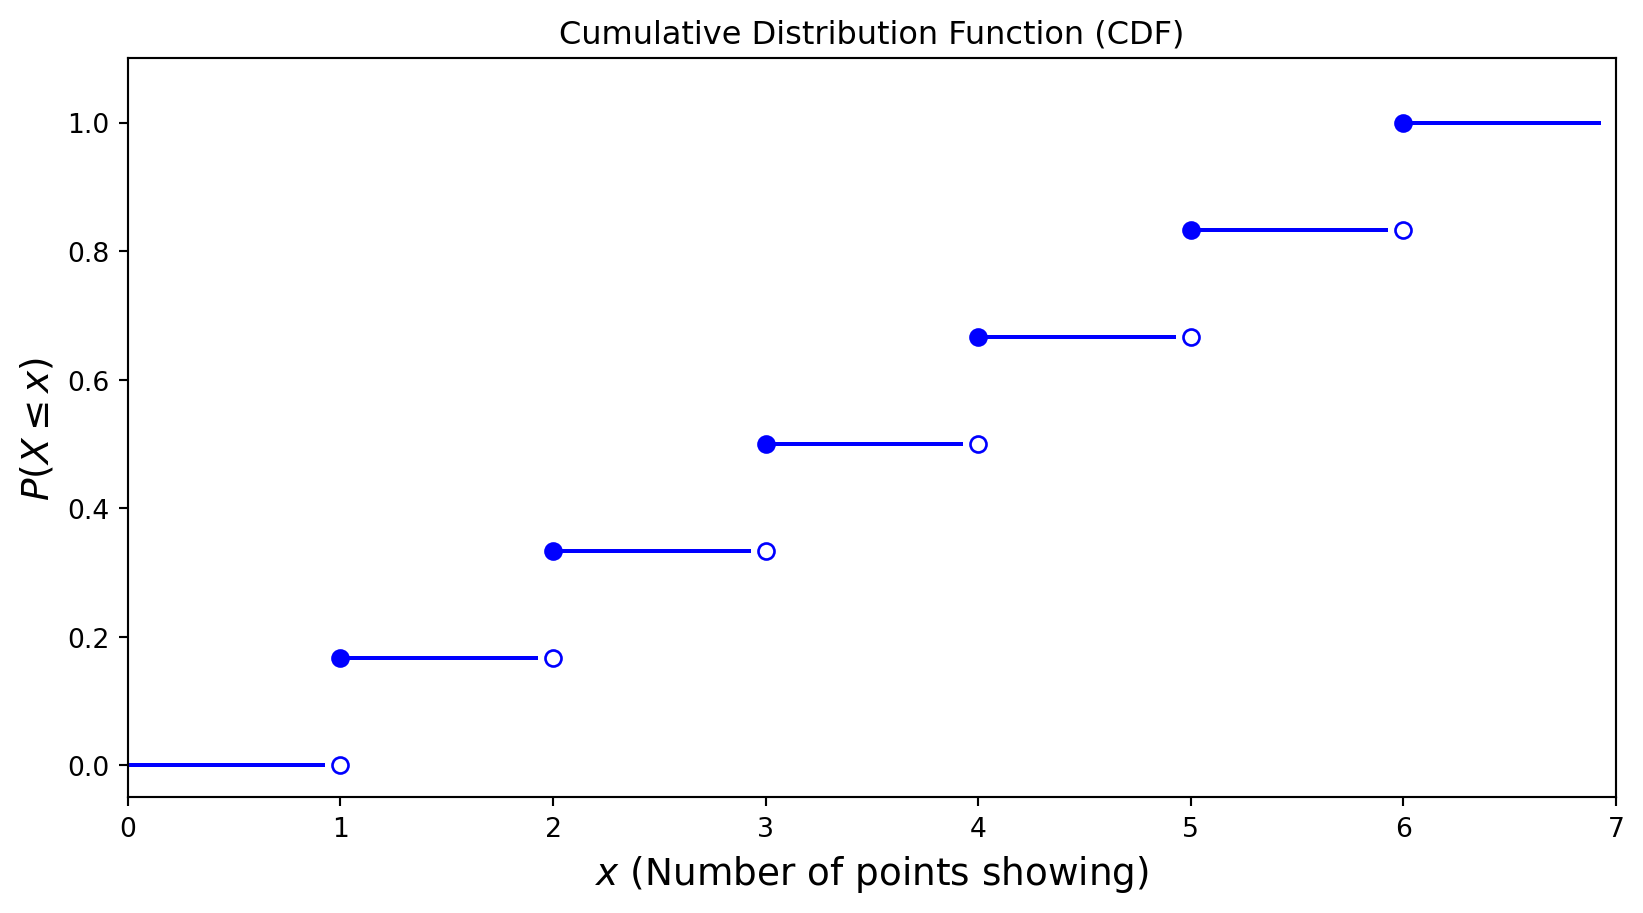 Cumulative Distribution Function (CDF)
1.0
0.8
0.6
0.4
0.2
0.0
P(X ≤ x)
0 1 2 3 4 5 6 7
x (Number of points showing)